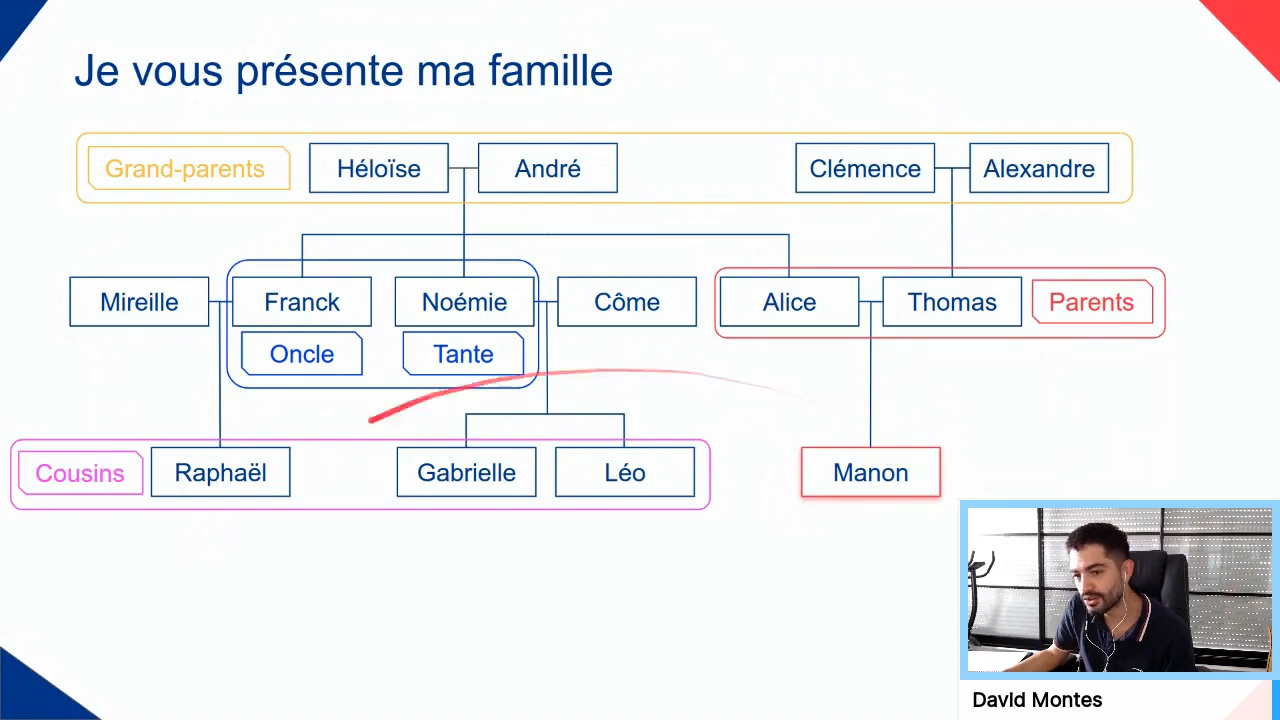 Je vous présente ma famille
Grand-parents Héloïse André Clémence Alexandre
Mireille Franck Noémie Côme Alice Thomas Parents
Oncle Tante
Cousins Raphaël Gabrielle Léo Manon
David Montes